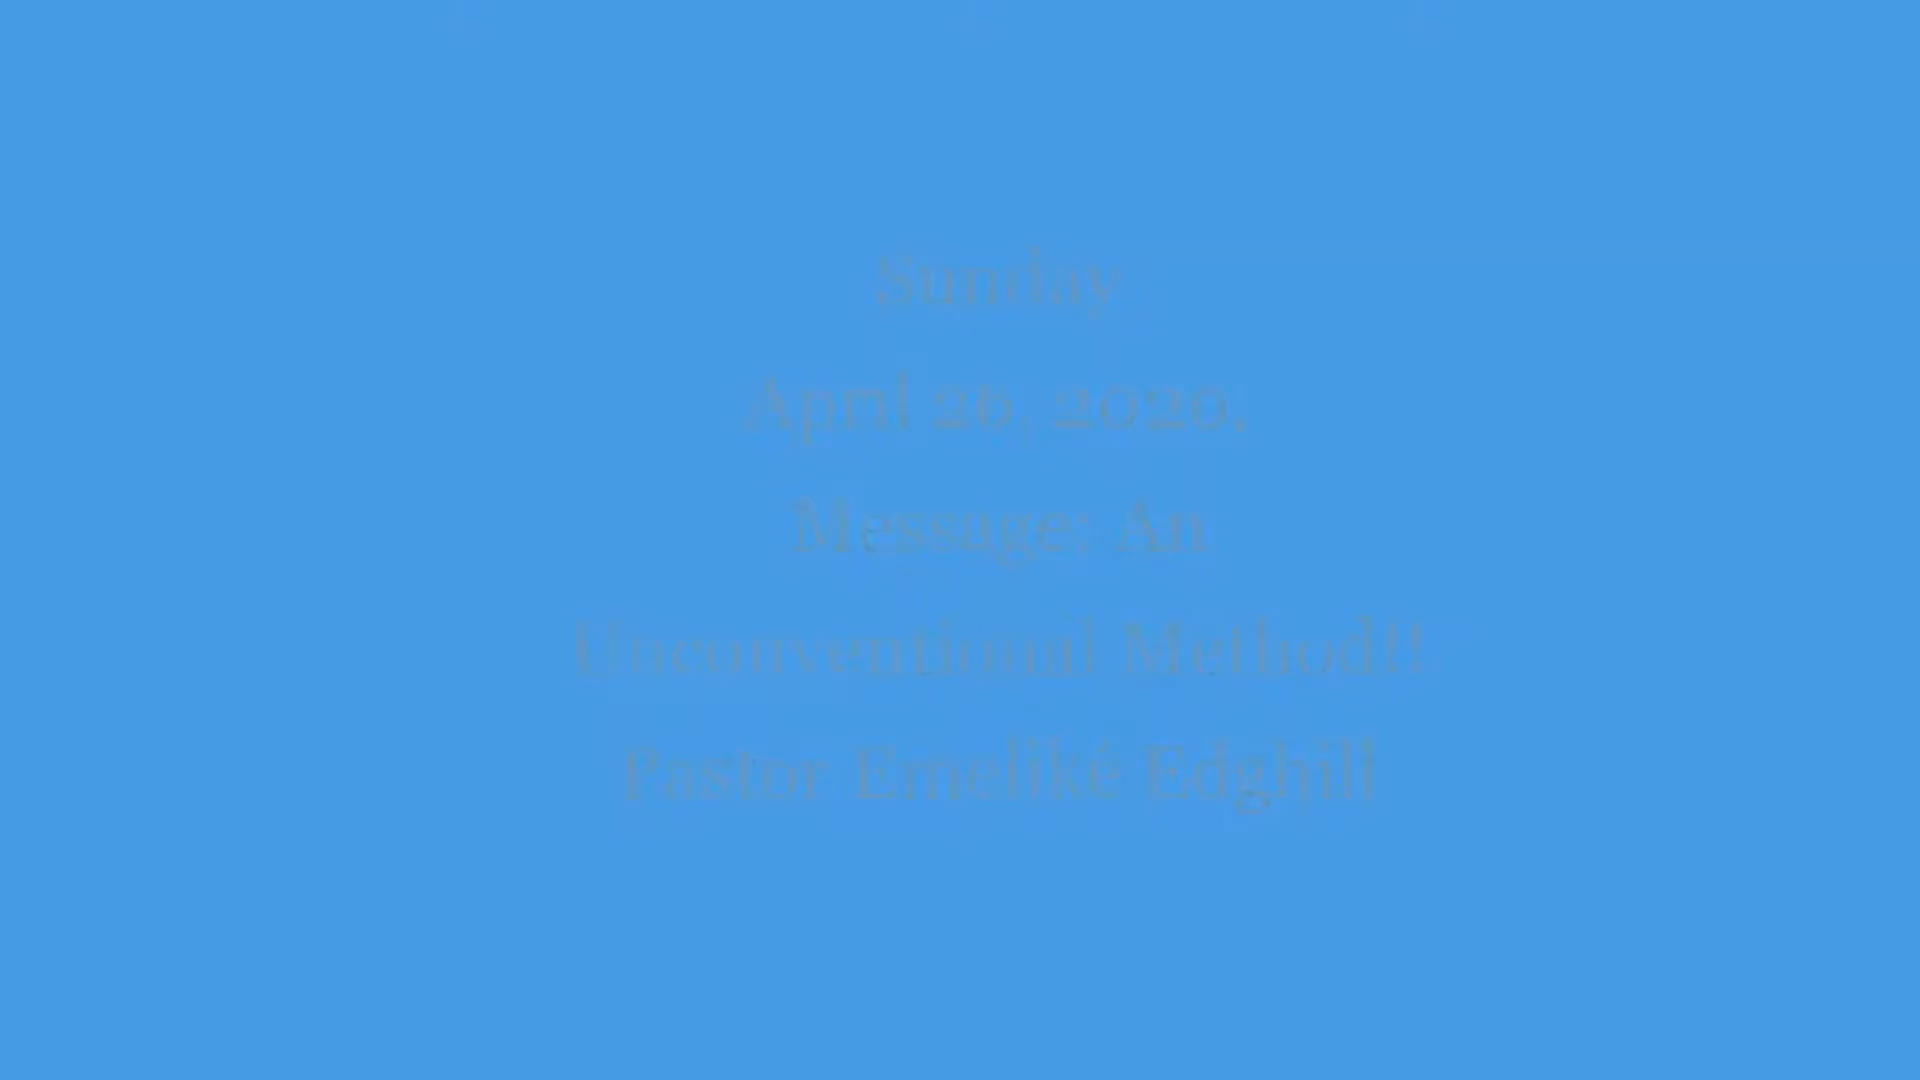 Sunday
April 26, 2020.
Message: An
Unconventional Method!!
Pastor Emeliké Edghill